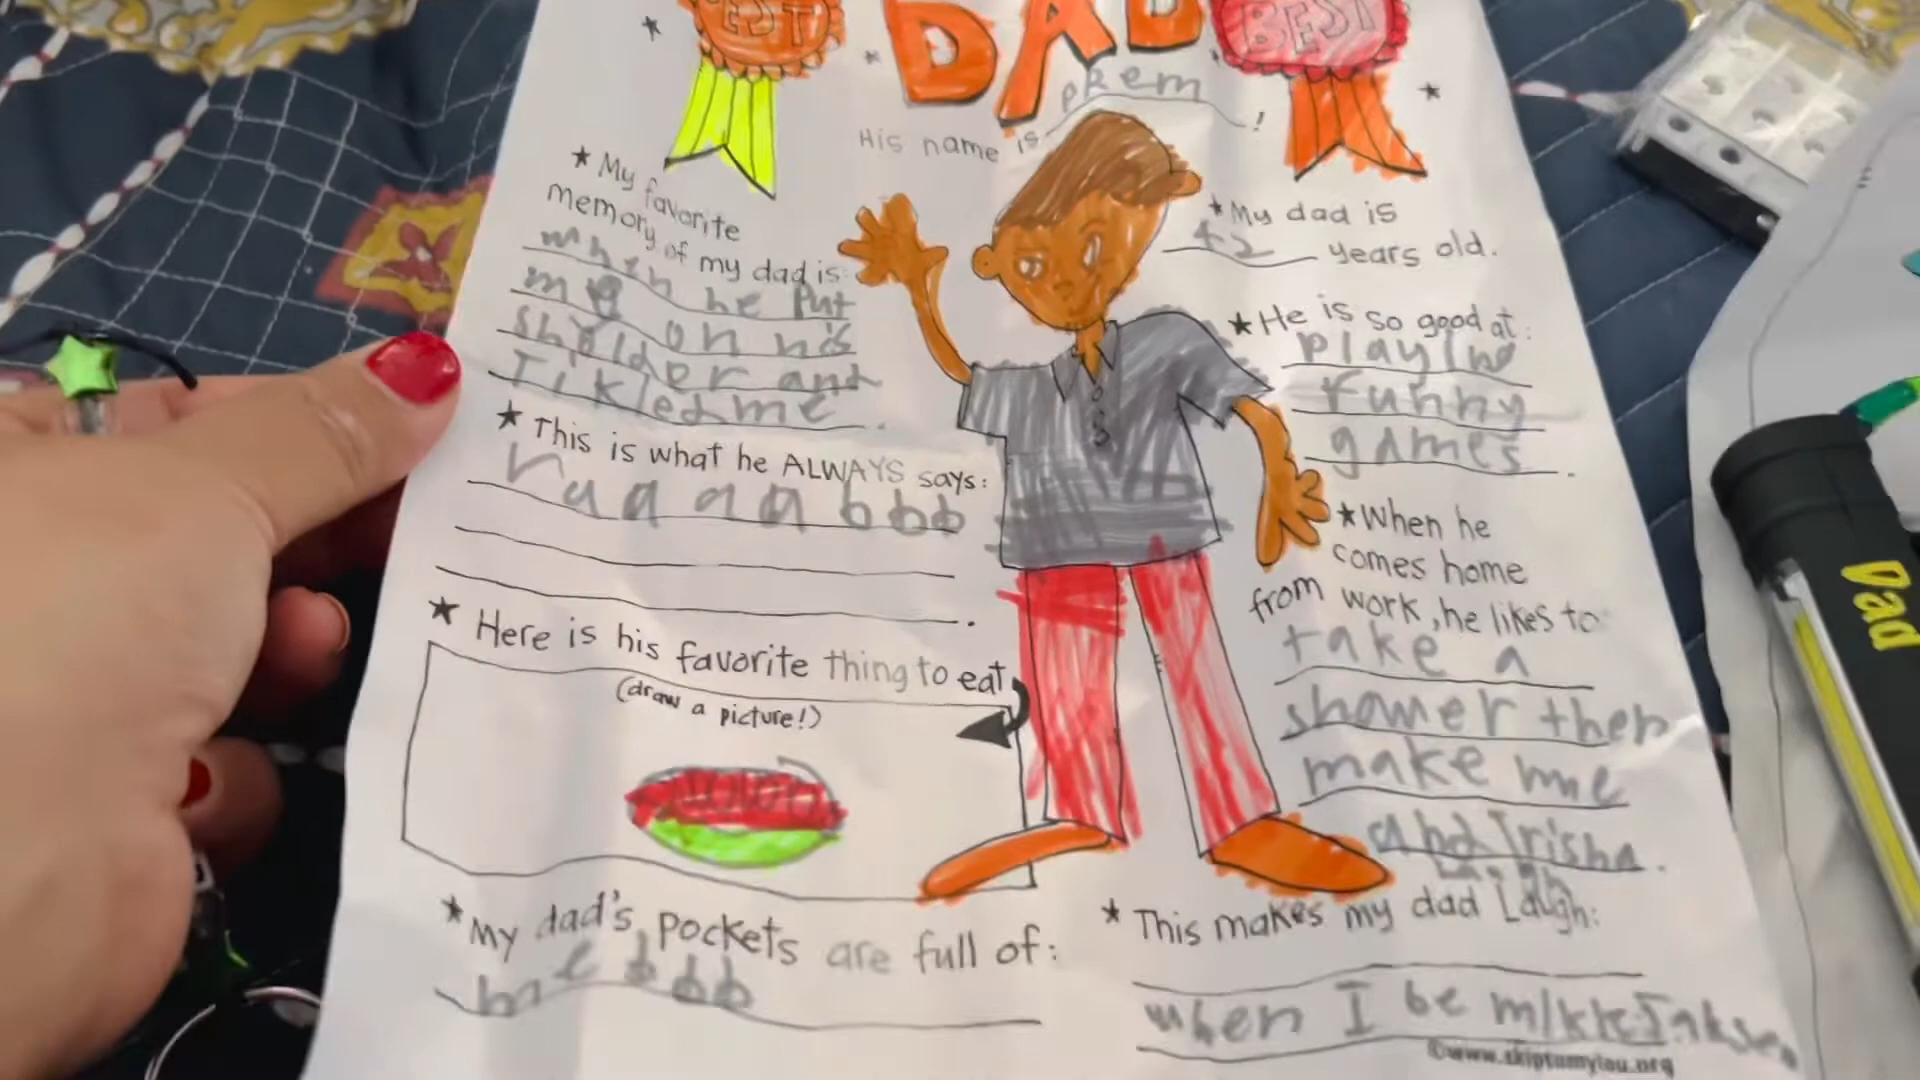 BEST
DAD
BEST
His name is prem !
★ My favorite
memory of my dad is:
when he Put
me on his
sholder and
Tikled me.
★ This is what he ALWAYS says:
★ Here is his favorite thing to eat
(draw a picture!)
★ My dad's pockets are full of:
★ My dad is
42 years old.
★ He is so good at:
playing
funny
games.
★ When he
comes home
from work, he likes to
take a
shower then
make me
and Trisha.
Laugh
★ This makes my dad Laugh:
when I be
©www.skiptomylou.org
Dad